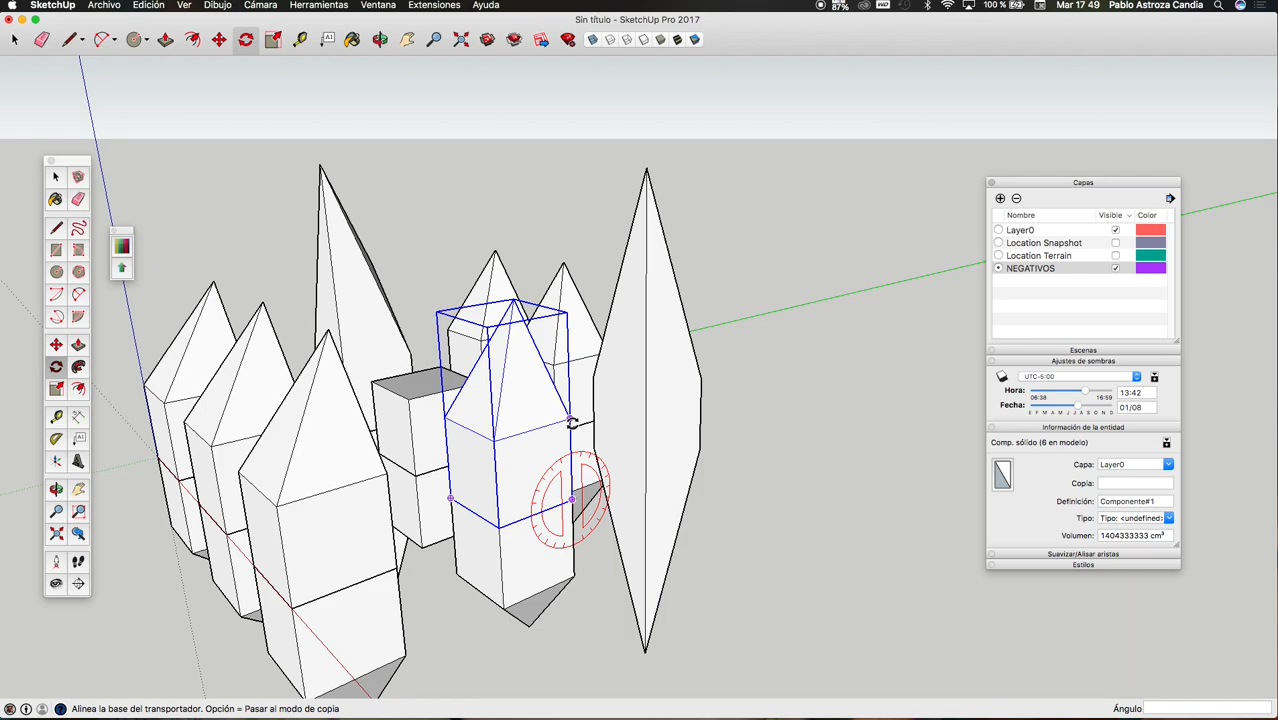 SketchUp Archivo Edición Ver Dibujo Cámara Herramientas Ventana Extensiones Ayuda 87% WD 100 % Mar 17 49 Pablo Astroza Candia
Sin título - SketchUp Pro 2017
Capas
Nombre Visible Color
Layer0
Location Snapshot
Location Terrain
NEGATIVOS
Escenas
Ajustes de sombras
UTC-5:00
Hora: 06:38 16:59 13:42
Fecha: E F M A M J J A S O N D 01/08
Información de la entidad
Comp. sólido (6 en modelo)
Capa: Layer0
Copia:
Definición: Componente#1
Tipo: Tipo: <undefined>
Volumen: 1404333333 cm³
Suavizar/Alisar aristas
Estilos
Alinea la base del transportador. Opción = Pasar al modo de copia Ángulo